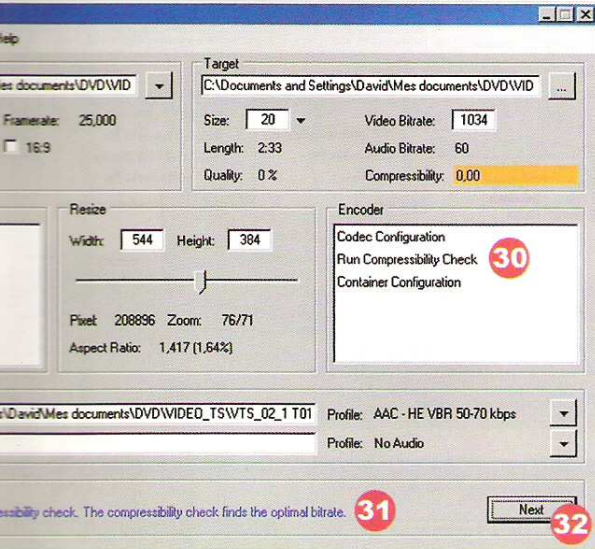 Help
Target
Mes documents\DVD\VID
C:\Documents and Settings\David\Mes documents\DVD\VID ...
Framerate: 25,000
16:9
Size: 20
Video Bitrate: 1034
Length: 2:33
Audio Bitrate: 60
Quality: 0 %
Compressibility: 0,00
Resize
Width: 544 Height: 384
Pixel: 208896 Zoom: 76/71
Aspect Ratio: 1,417 (1,64%)
Encoder
Codec Configuration
Run Compressibility Check
30
Container Configuration
\David\Mes documents\DVD\VIDEO_TS\VTS_02_1 T01 Profile: AAC - HE VBR 50-70 kbps
Profile: No Audio
check. The compressibility check finds the optimal bitrate. 31
Next
32